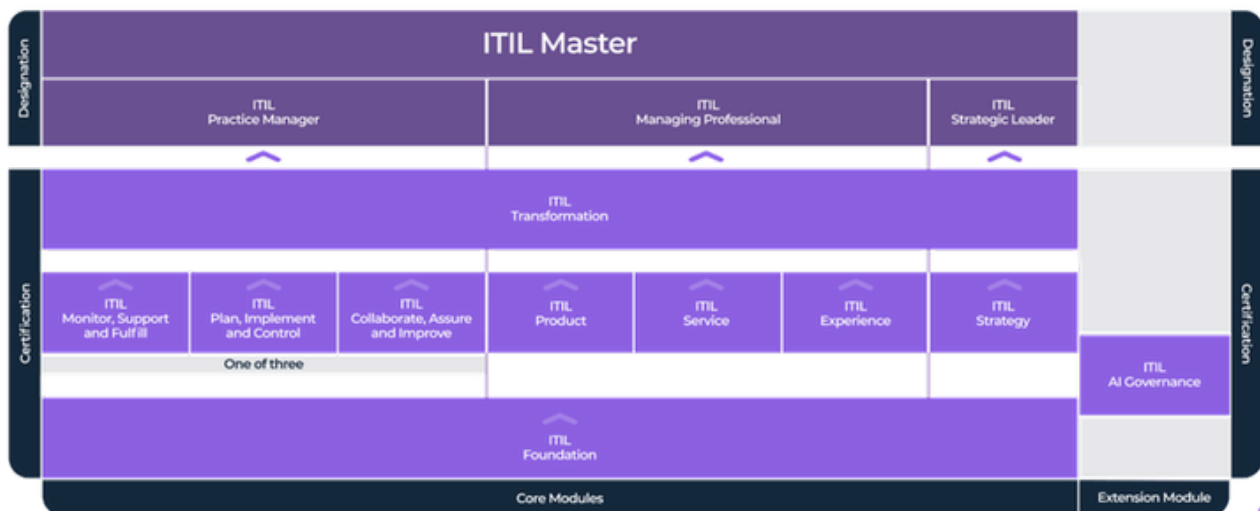 Designation
ITIL Master
Designation
ITIL
Practice Manager
ITIL
Managing Professional
ITIL
Strategic Leader
Certification
ITIL
Transformation
Certification
ITIL
Monitor, Support
and Fulfill
ITIL
Plan, Implement
and Control
ITIL
Collaborate, Assure
and Improve
ITIL
Product
ITIL
Service
ITIL
Experience
ITIL
Strategy
One of three
ITIL
AI Governance
ITIL
Foundation
Core Modules
Extension Module